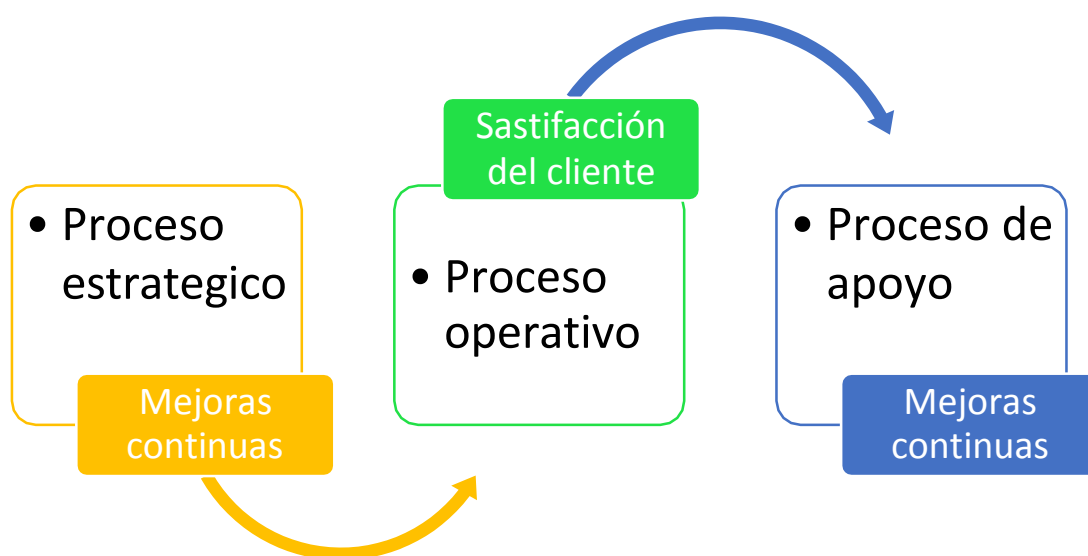 • Proceso
estrategico
Mejoras
continuas
Sastifacción
del cliente
• Proceso
operativo
• Proceso de
apoyo
Mejoras
continuas